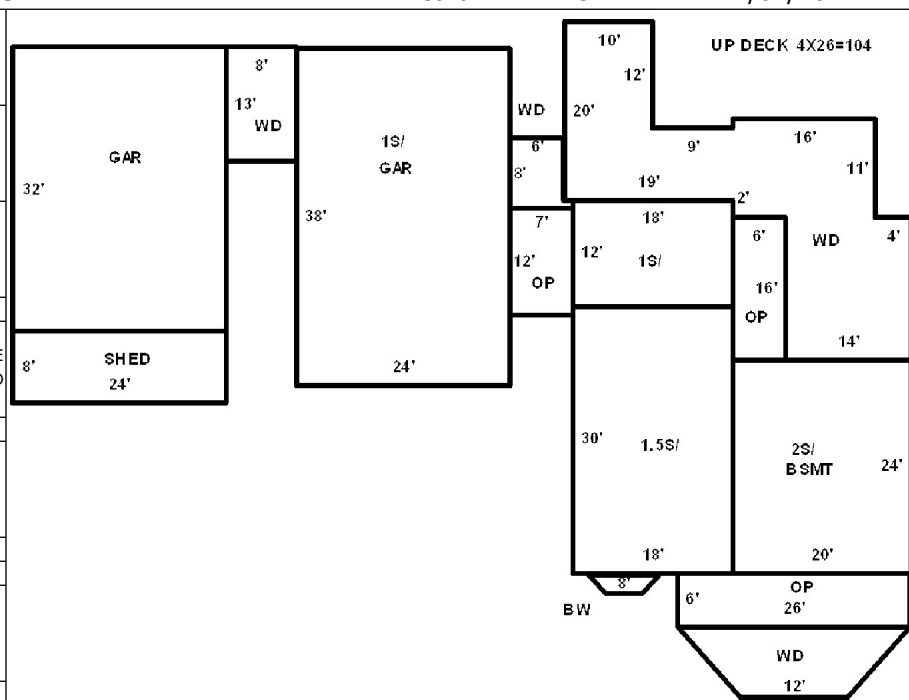 UP DECK 4X26=104
10'
12'
20'
8'
13'
WD
WD
6'
8'
9'
16'
11'
19'
2'
1S/
GAR
GAR
32'
38'
7'
12'
OP
18'
12'
1S/
6'
16'
OP
WD
4'
14'
SHED
8'
24'
24'
30'
1.5S/
18'
2S/
BSMT
24'
20'
8'
BW
OP
6'
26'
WD
12'